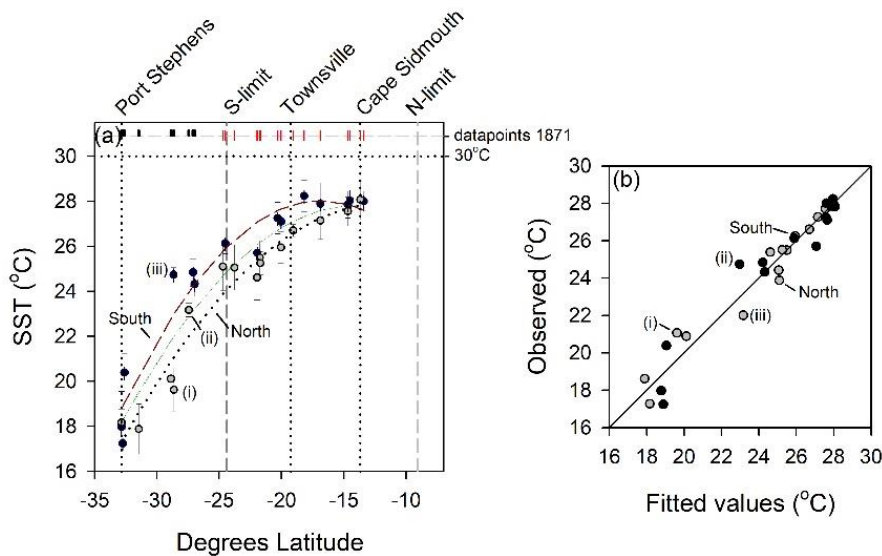 Port Stephens
S-limit
Townsville
Cape Sidmouth
N-limit
(a)
datapoints 1871
30°C
30
28
26
24
22
20
18
16
SST (°C)
(iii)
South
(ii)
North
(i)
-35 -30 -25 -20 -15 -10
Degrees Latitude
(b)
30
28
26
24
22
20
18
16
Observed (°C)
South
(ii)
North
(i)
(iii)
16 18 20 22 24 26 28 30
Fitted values (°C)